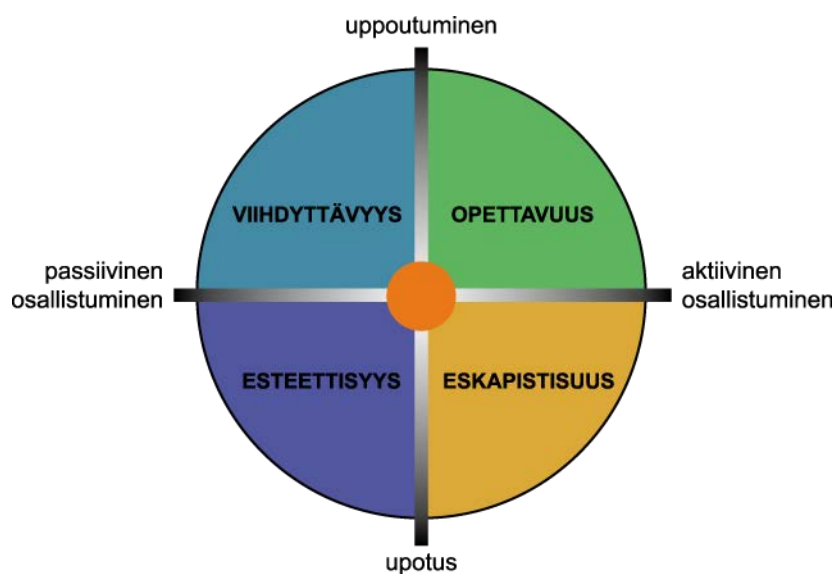 uppoutuminen
VIIHDYTTÄVYYS
OPETTAVUUS
passiivinen
osallistuminen
aktiivinen
osallistuminen
ESTEETTISYYS
ESKAPISTISUUS
upotus